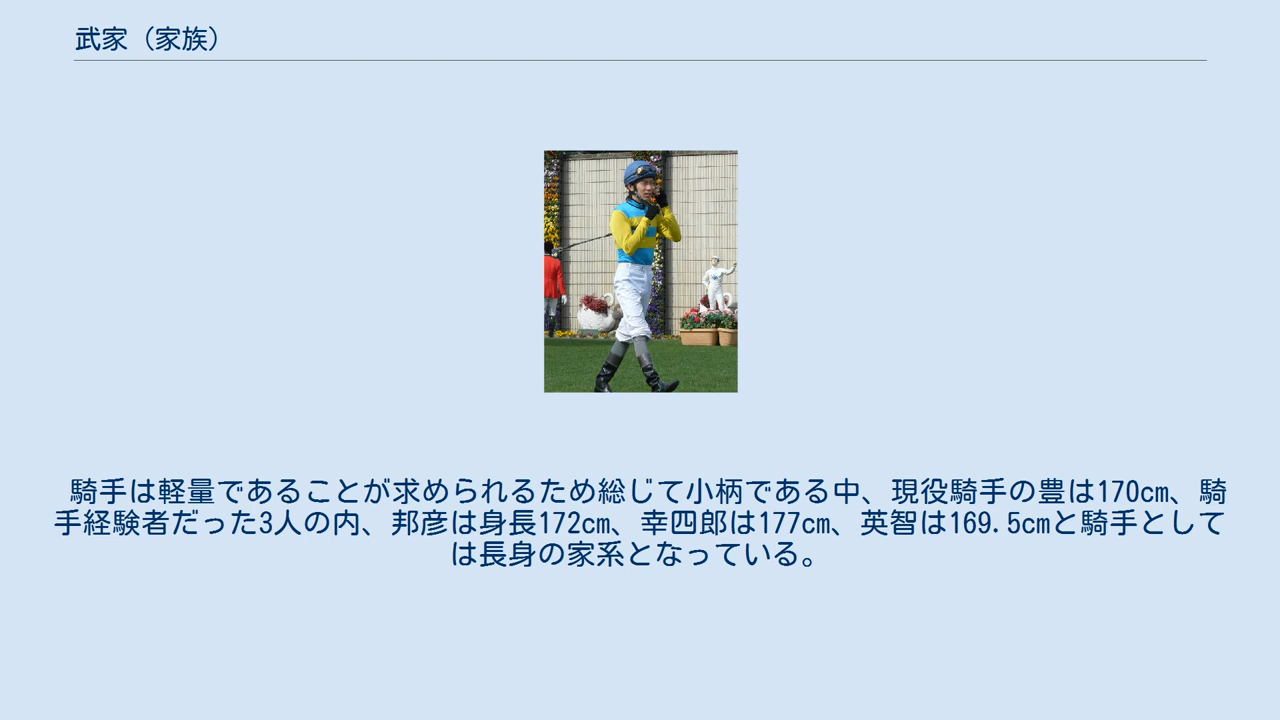 武家（家族）
騎手は軽量であることが求められるため総じて小柄である中、現役騎手の豊は170cm、騎
手経験者だった3人の内、邦彦は身長172cm、幸四郎は177cm、英智は169.5cmと騎手として
は長身の家系となっている。